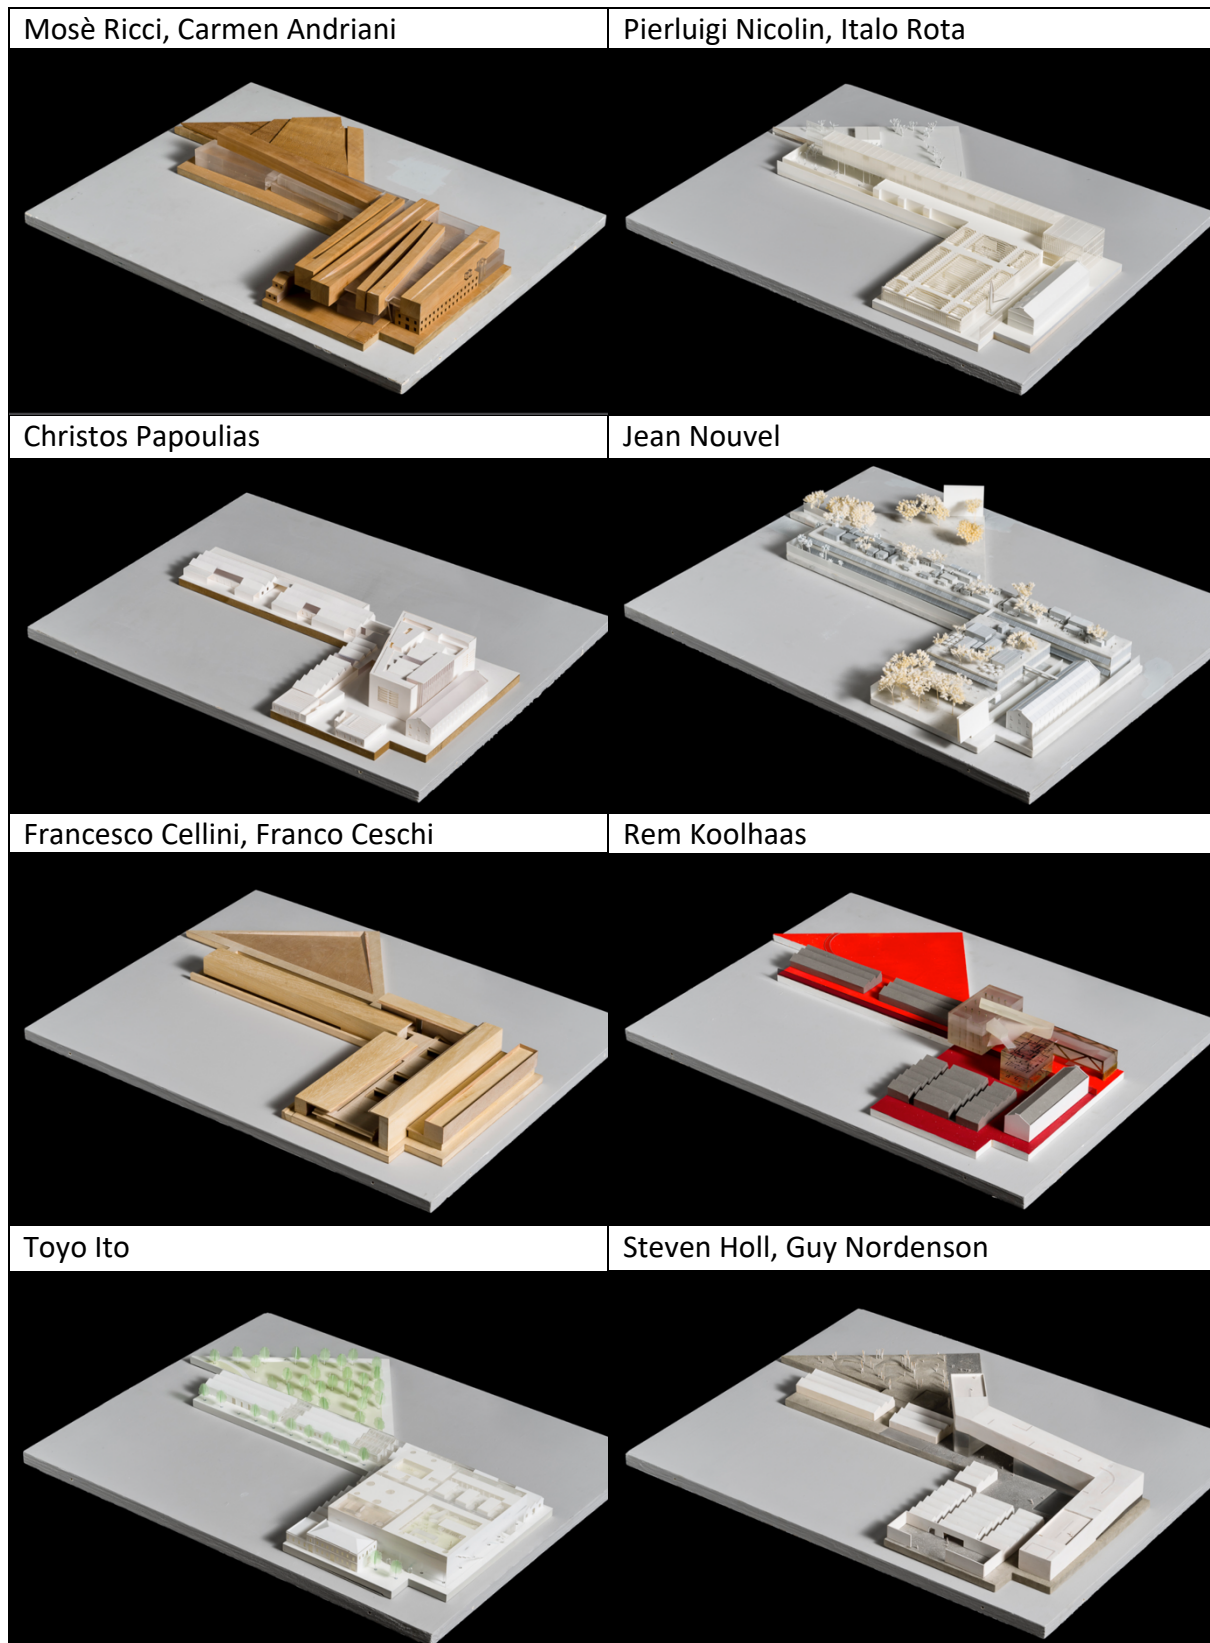 Mosè Ricci, Carmen Andriani
Pierluigi Nicolin, Italo Rota
Christos Papoulias
Jean Nouvel
Francesco Cellini, Franco Ceschi
Rem Koolhaas
Toyo Ito
Steven Holl, Guy Nordenson